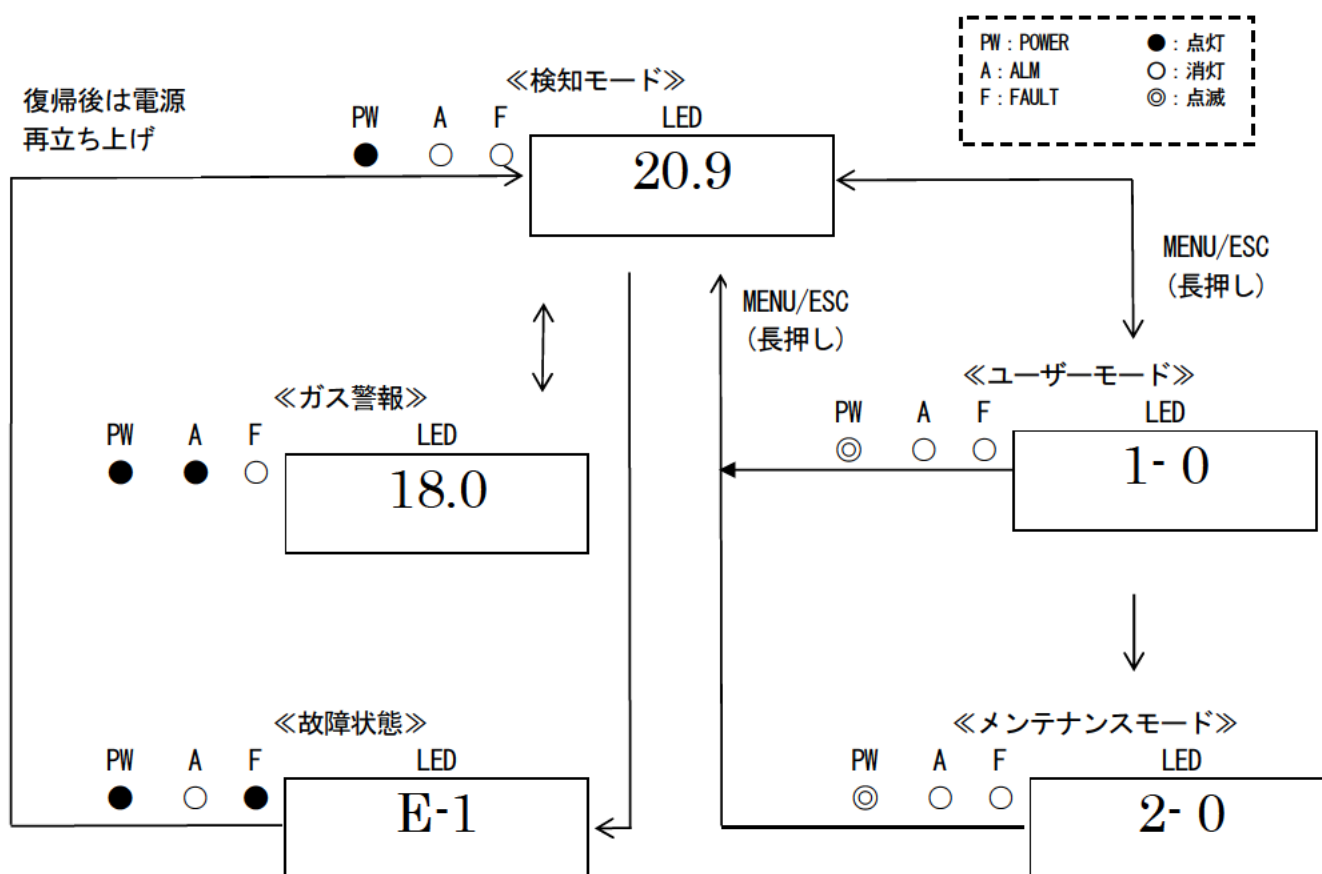 PW：POWER ●：点灯
A：ALM ○：消灯
F：FAULT ◎：点滅
≪検知モード≫
復帰後は電源
再立ち上げ
PW A F LED
● ○ ○ 20.9
MENU/ESC
(長押し)
MENU/ESC
(長押し)
≪ガス警報≫
PW A F LED
● ● ○ 18.0
≪ユーザーモード≫
PW A F LED
◎ ○ ○ 1- 0
≪故障状態≫
PW A F LED
● ○ ● E-1
≪メンテナンスモード≫
PW A F LED
◎ ○ ○ 2- 0